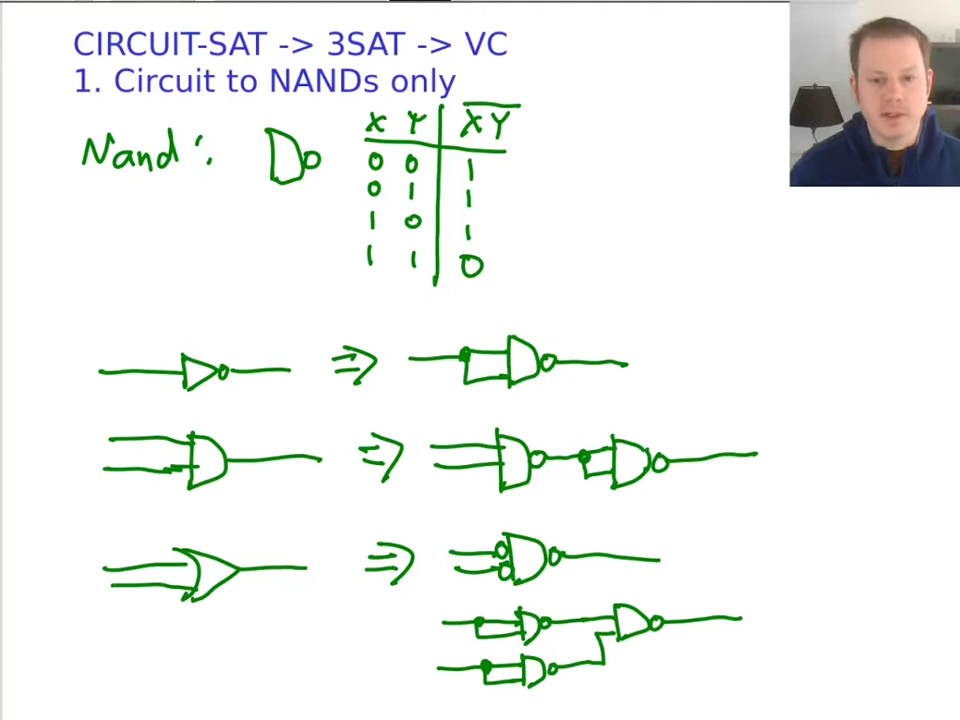 CIRCUIT-SAT -> 3SAT -> VC
1. Circuit to NANDs only
Nand :
X Y XY
0 0 1
0 1 1
1 0 1
1 1 0